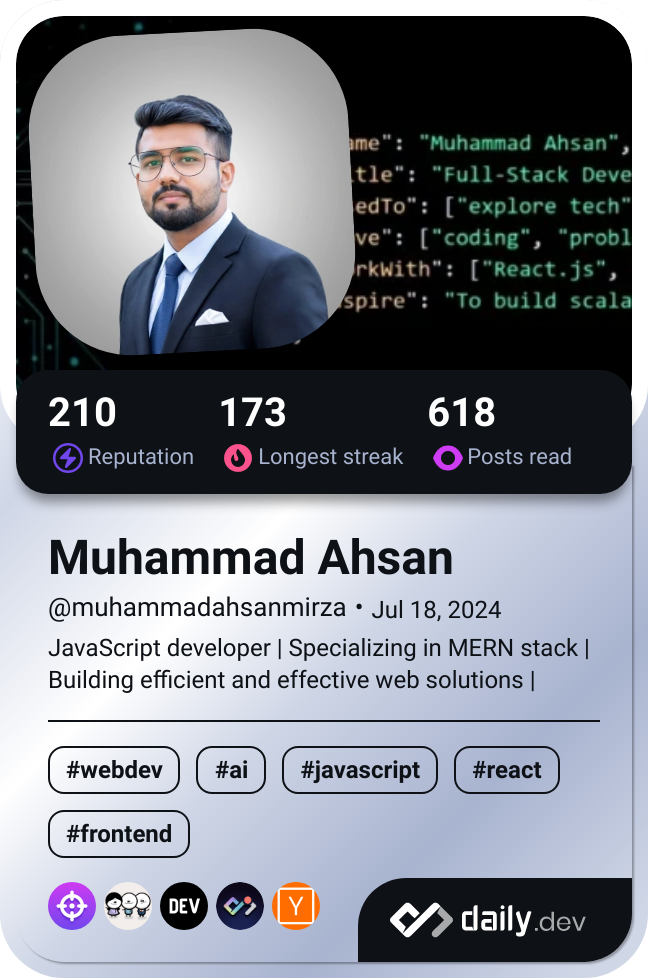 ame": "Muhammad Ahsan",
tle": "Full-Stack Deve
edTo": ["explore tech"
ve": ["coding", "probl
rkWith": ["React.js",
spire": "To build scala
210 173 618
Reputation Longest streak Posts read
Muhammad Ahsan
@muhammadahsanmirza • Jul 18, 2024
JavaScript developer | Specializing in MERN stack |
Building efficient and effective web solutions |
#webdev #ai #javascript #react
#frontend
DEV Y
daily.dev